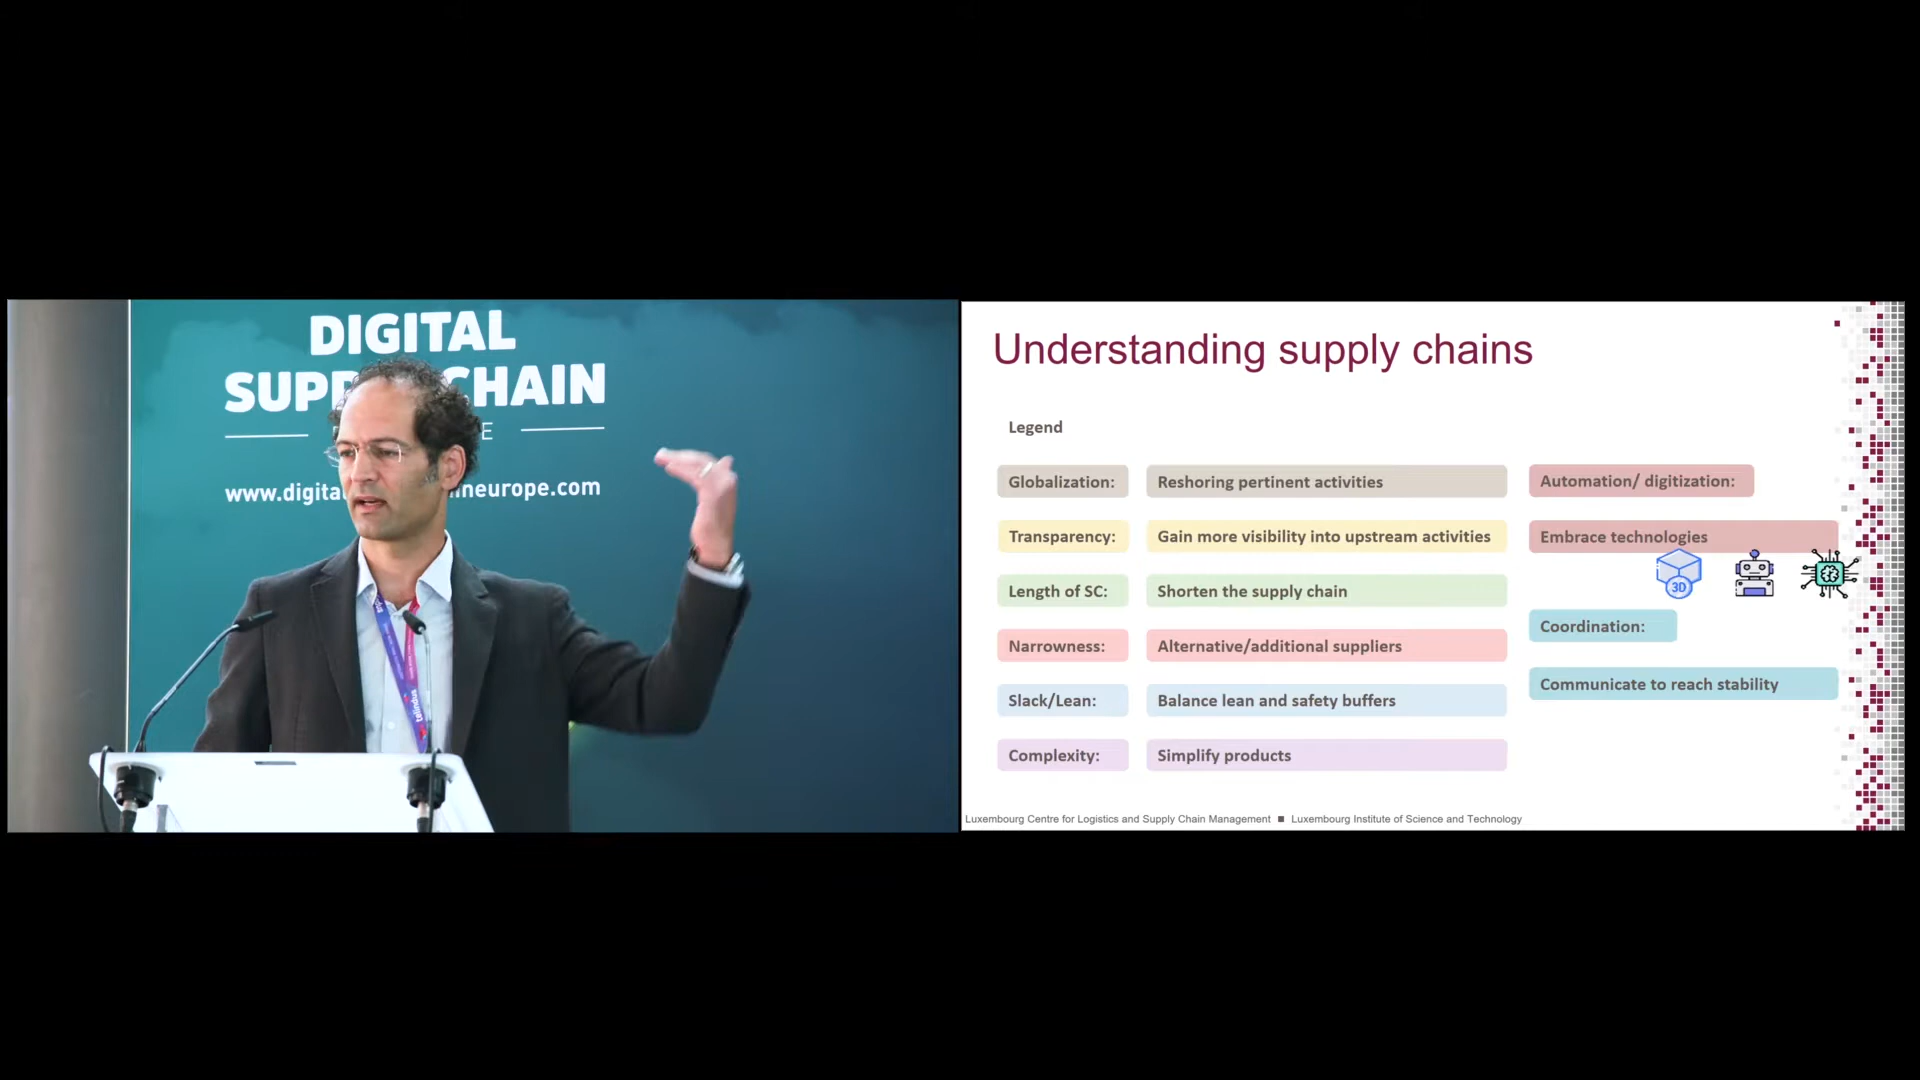 DIGITAL
SUPP CHAIN
E
www.digita ineurope.com
telindus
Understanding supply chains
Legend
Globalization: Reshoring pertinent activities
Transparency: Gain more visibility into upstream activities
Length of SC: Shorten the supply chain
Narrowness: Alternative/additional suppliers
Slack/Lean: Balance lean and safety buffers
Complexity: Simplify products
Automation/ digitization:
Embrace technologies
3D
Coordination:
Communicate to reach stability
Luxembourg Centre for Logistics and Supply Chain Management ■ Luxembourg Institute of Science and Technology